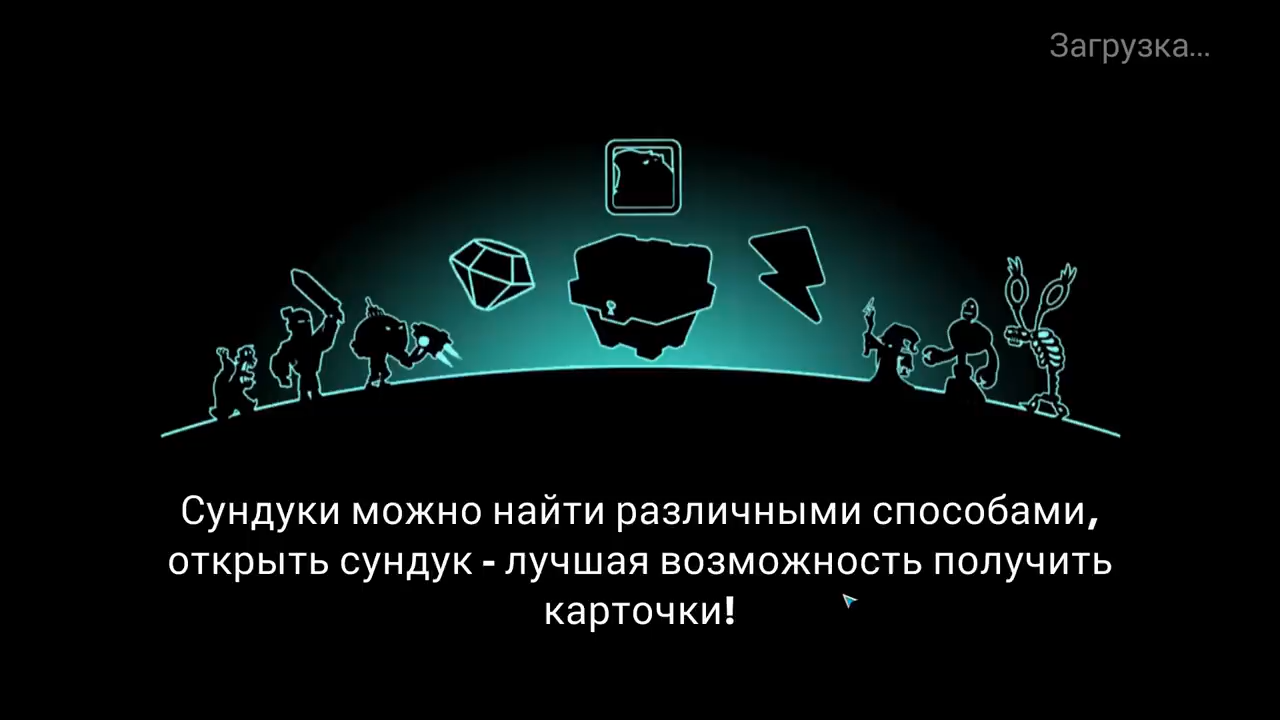 Загрузка...
Сундуки можно найти различными способами,
открыть сундук - лучшая возможность получить
карточки!